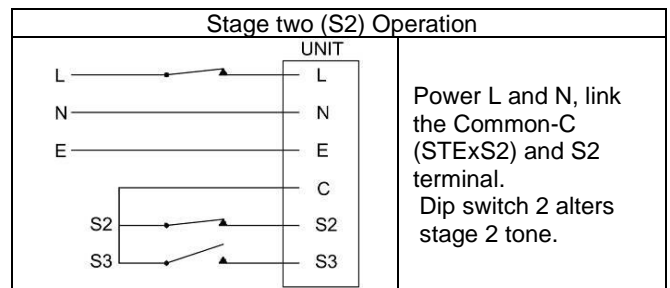 Stage two (S2) Operation
UNIT
L L
N N
E E
C
S2 S2
S3 S3
Power L and N, link
the Common-C
(STExS2) and S2
terminal.
Dip switch 2 alters
stage 2 tone.